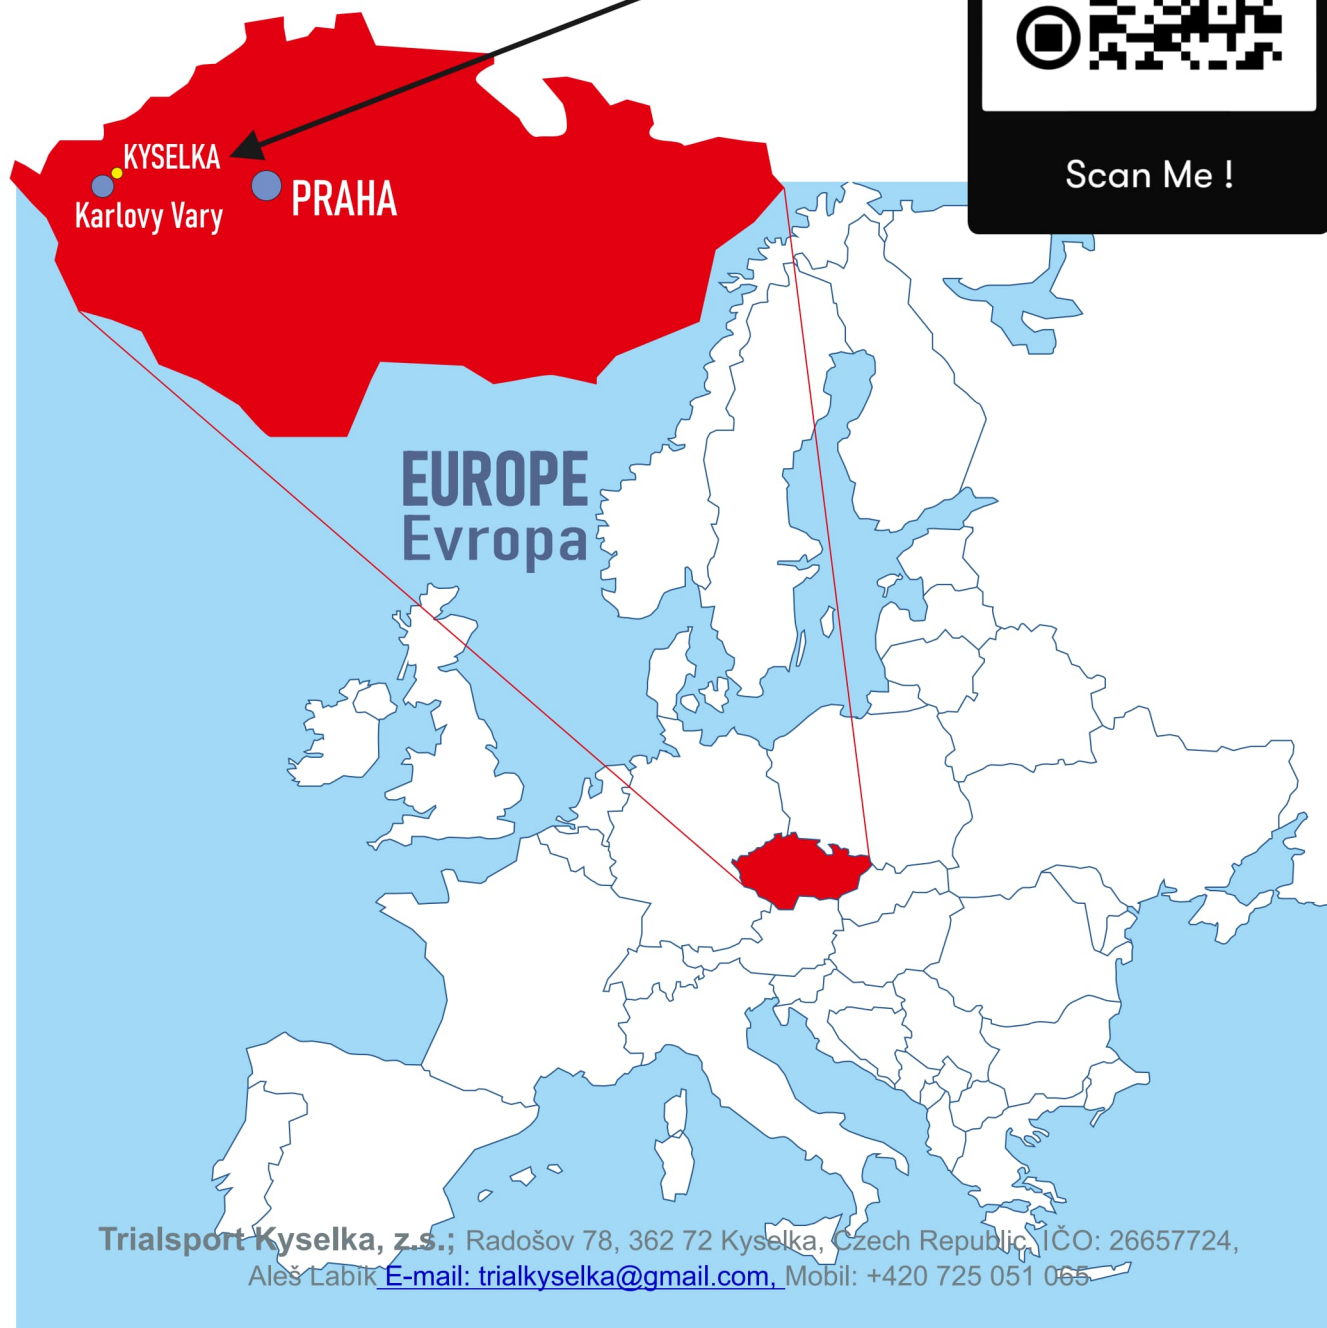 Scan Me !
KYSELKA
Karlovy Vary
PRAHA
EUROPE
Evropa
Trialsport Kyselka, z.s.; Radošov 78, 362 72 Kyselka, Czech Republic, IČO: 26657724,
Aleš Labik E-mail: trialkyselka@gmail.com, Mobil: +420 725 051 065